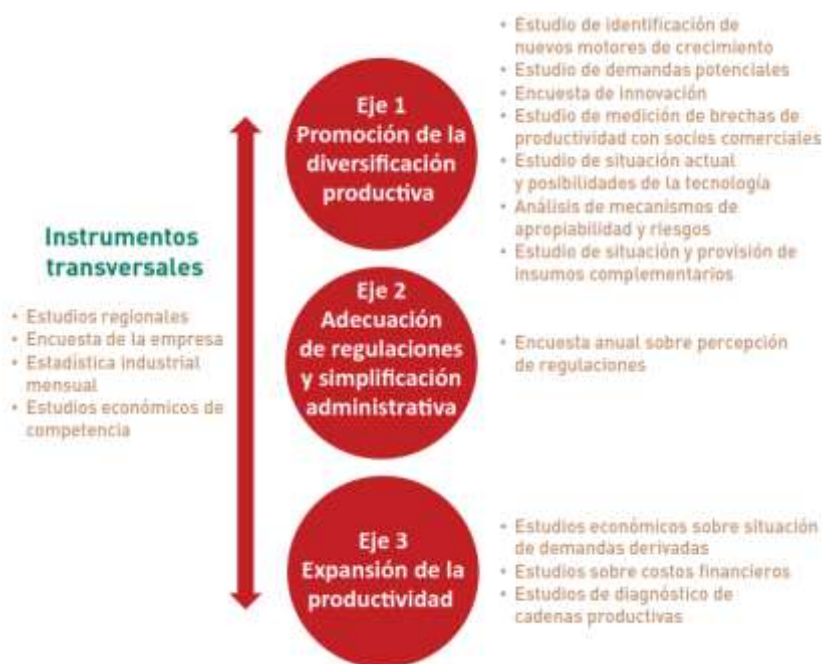 Instrumentos
transversales
• Estudios regionales
• Encuesta de la empresa
• Estadística industrial
mensual
• Estudios económicos de
competencia
Eje 1
Promoción de la
diversificación
productiva
• Estudio de identificación de
nuevos motores de crecimiento
• Estudio de demandas potenciales
• Encuesta de Innovación
• Estudio de medición de brechas de
productividad con socios comerciales
• Estudio de situación actual
y posibilidades de la tecnología
• Análisis de mecanismos de
apropiabilidad y riesgos
• Estudio de situación y provisión de
insumos complementarios
Eje 2
Adecuación
de regulaciones
y simplificación
administrativa
• Encuesta anual sobre percepción
de regulaciones
Eje 3
Expansión de la
productividad
• Estudios económicos sobre situación
de demandas derivadas
• Estudios sobre costos financieros
• Estudios de diagnóstico de
cadenas productivas